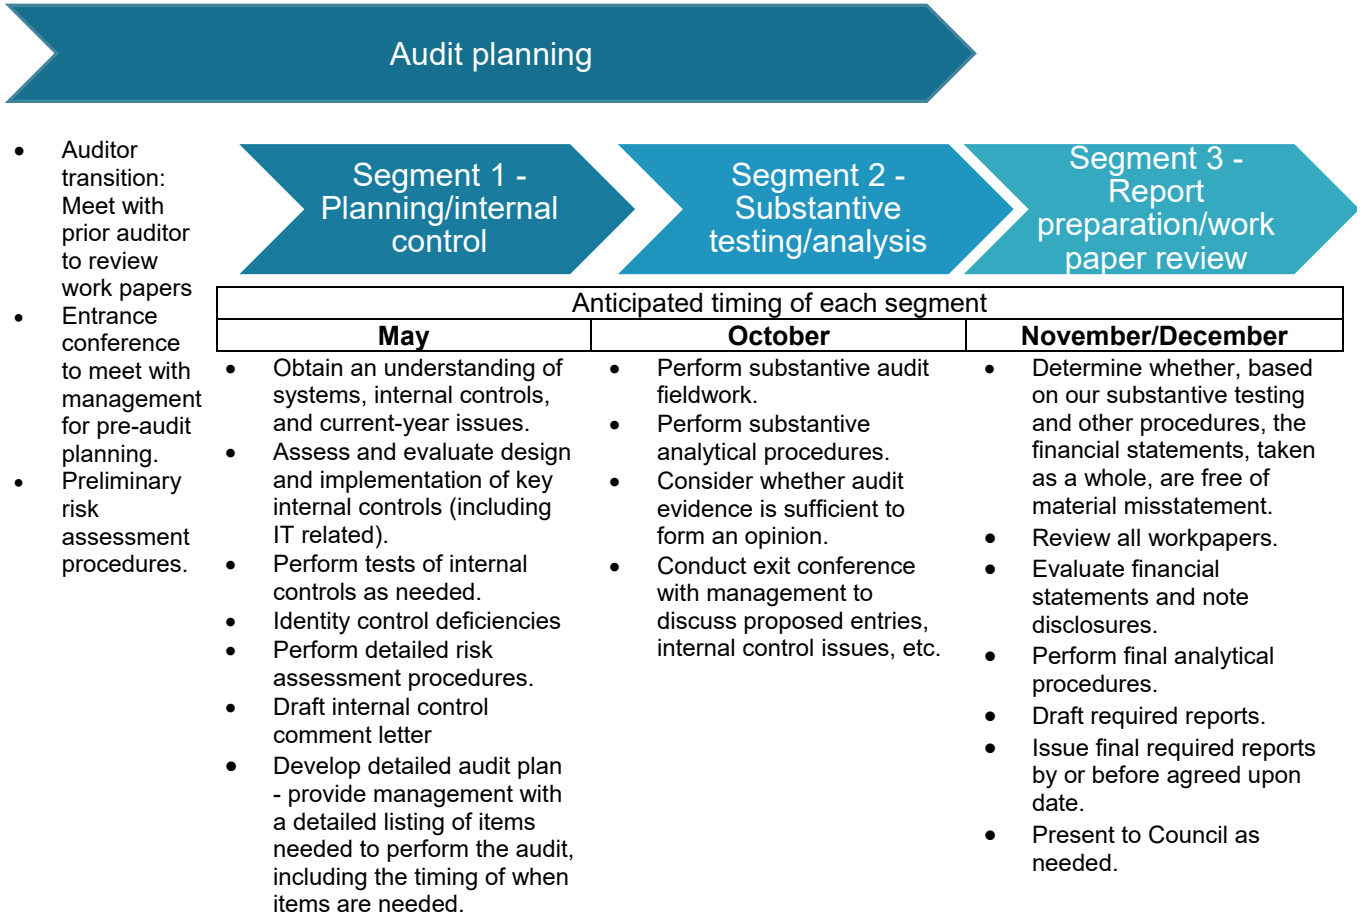 Audit planning
• Auditor
transition:
Meet with
prior auditor
to review
work papers
• Entrance
conference
to meet with
management
for pre-audit
planning.
• Preliminary
risk
assessment
procedures.
Segment 1 -
Planning/internal
control
Segment 2 -
Substantive
testing/analysis
Segment 3 -
Report
preparation/work
paper review
Anticipated timing of each segment
May
October
November/December
• Obtain an understanding of
systems, internal controls,
and current-year issues.
• Assess and evaluate design
and implementation of key
internal controls (including
IT related).
• Perform tests of internal
controls as needed.
• Identity control deficiencies
• Perform detailed risk
assessment procedures.
• Draft internal control
comment letter
• Develop detailed audit plan
- provide management with
a detailed listing of items
needed to perform the audit,
including the timing of when
items are needed.
• Perform substantive audit
fieldwork.
• Perform substantive
analytical procedures.
• Consider whether audit
evidence is sufficient to
form an opinion.
• Conduct exit conference
with management to
discuss proposed entries,
internal control issues, etc.
• Determine whether, based
on our substantive testing
and other procedures, the
financial statements, taken
as a whole, are free of
material misstatement.
• Review all workpapers.
• Evaluate financial
statements and note
disclosures.
• Perform final analytical
procedures.
• Draft required reports.
• Issue final required reports
by or before agreed upon
date.
• Present to Council as
needed.